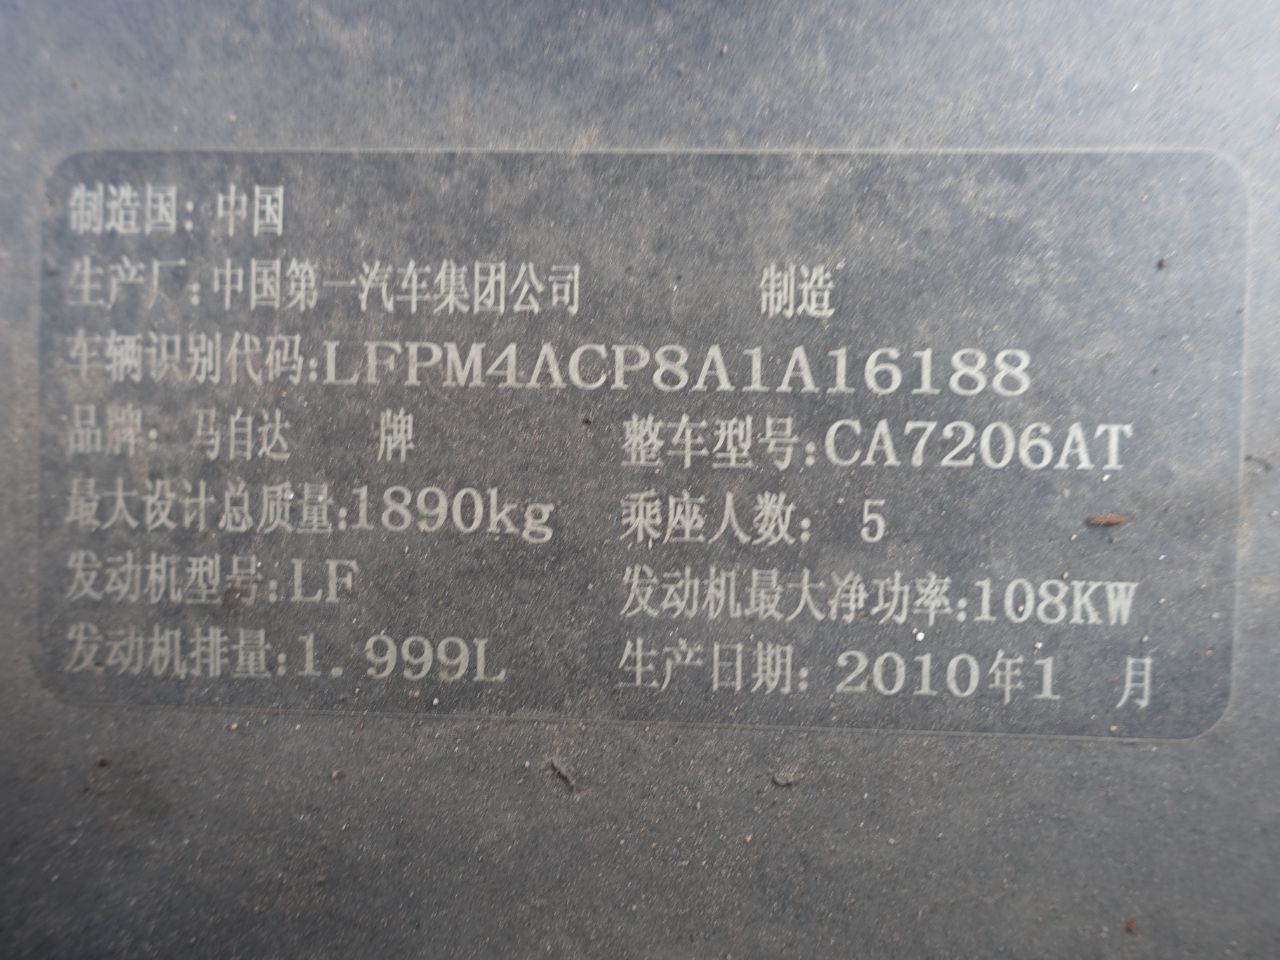 制造国：中国
生产厂：中国第一汽车集团公司 制造
车辆识别代码:LFPM4ACP8A1A16188
品牌：马自达 牌 整车型号:CA7206AT
最大设计总质量:1890kg 乘座人数： 5
发动机型号:LF 发动机最大净功率:108KW
发动机排量:1.999L 生产日期: 2010年1 月